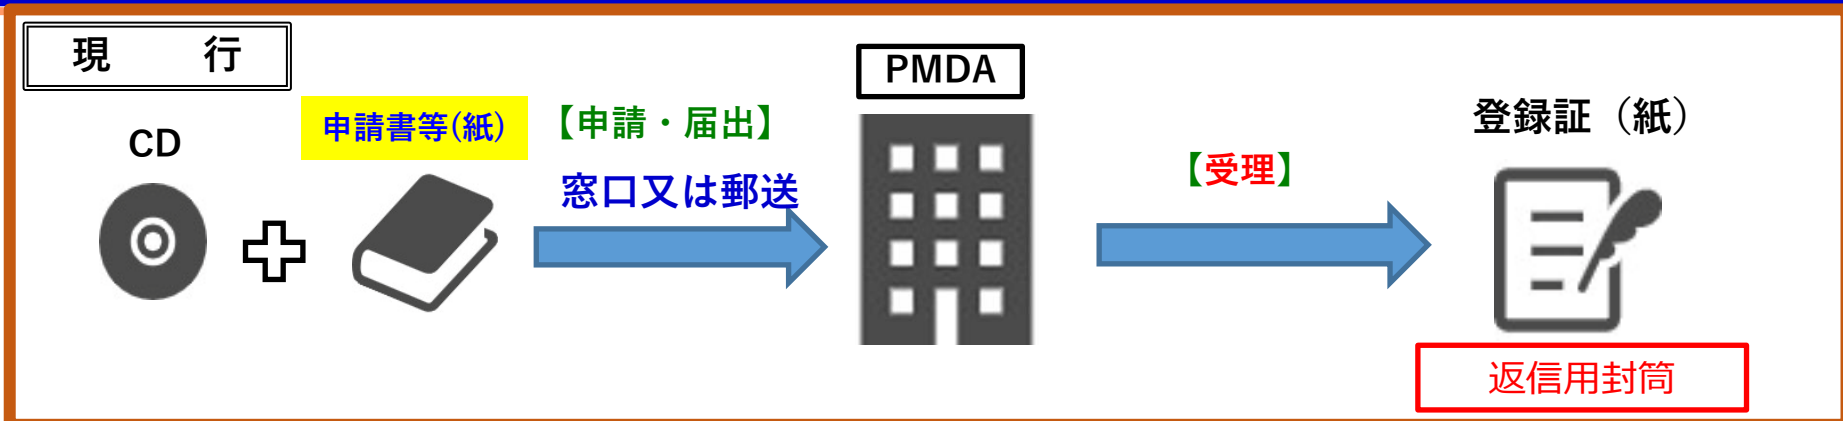 現　行
CD
申請書等(紙)
【申請・届出】
窓口又は郵送
PMDA
【受理】
登録証（紙）
返信用封筒